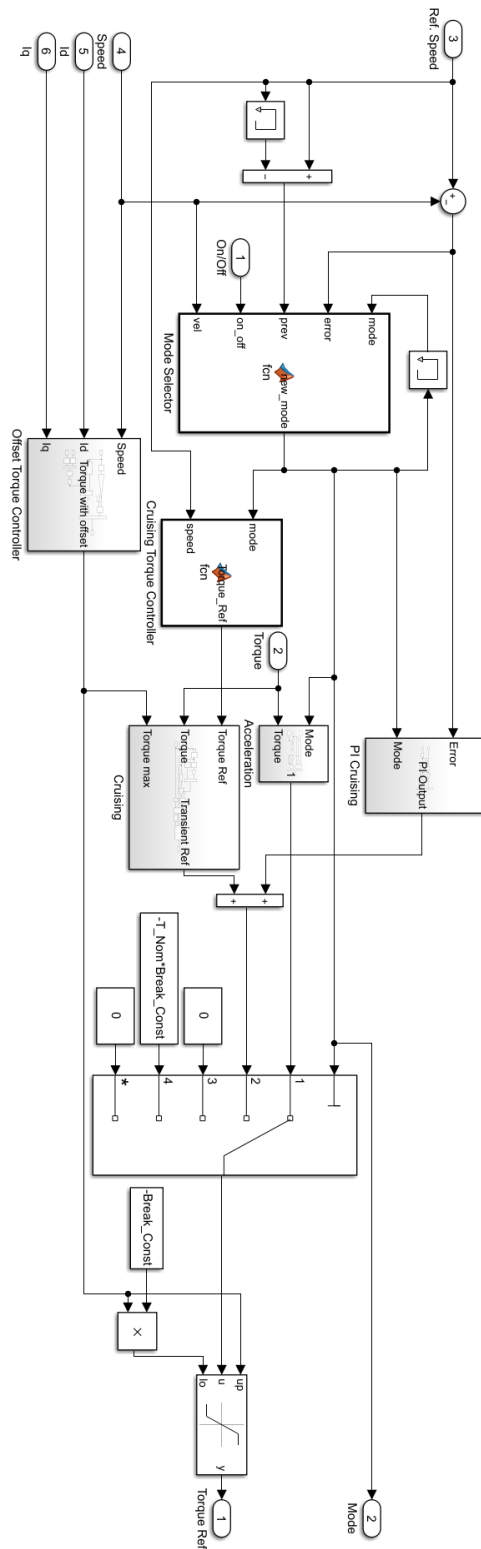 3
Ref. Speed
4
Speed
5
Id
6
Iq
+
−
+
−
1
On/Off
mode
error
prev
on_off
vel
new_mode
fcn
Mode Selector
Speed
Id
Iq
Torque with offset
Offset Torque Controller
mode
speed
Torque_Ref
fcn
Cruising Torque Controller
2
Torque
Mode
Torque
1
Acceleration
Torque Ref
Torque
Torque max
Transient Ref
Cruising
Error
Mode
PI Output
PI Cruising
+
+
0
-T_Nom*Break_Const
0
1
2
3
4
*
-Break_Const
×
up
u
lo
y
1
Torque Ref
2
Mode